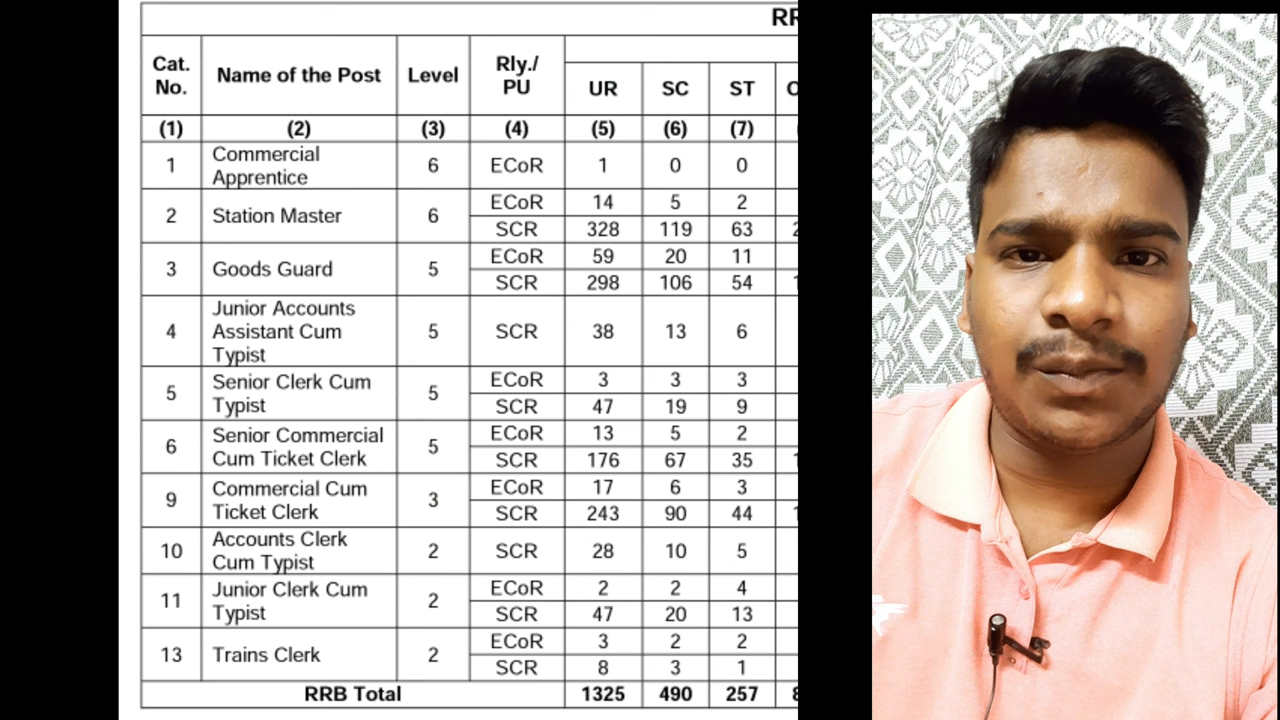 RR
Cat. No. Name of the Post Level Rly./ PU UR SC ST
(1) (2) (3) (4) (5) (6) (7)
1 Commercial Apprentice 6 ECoR 1 0 0
2 Station Master 6 ECoR 14 5 2
SCR 328 119 63 2
3 Goods Guard 5 ECoR 59 20 11
SCR 298 106 54 1
4 Junior Accounts Assistant Cum Typist 5 SCR 38 13 6
5 Senior Clerk Cum Typist 5 ECoR 3 3 3
SCR 47 19 9
6 Senior Commercial Cum Ticket Clerk 5 ECoR 13 5 2
SCR 176 67 35 1
9 Commercial Cum Ticket Clerk 3 ECoR 17 6 3
SCR 243 90 44 1
10 Accounts Clerk Cum Typist 2 SCR 28 10 5
11 Junior Clerk Cum Typist 2 ECoR 2 2 4
SCR 47 20 13
13 Trains Clerk 2 ECoR 3 2 2
SCR 8 3 1
RRB Total 1325 490 257 8